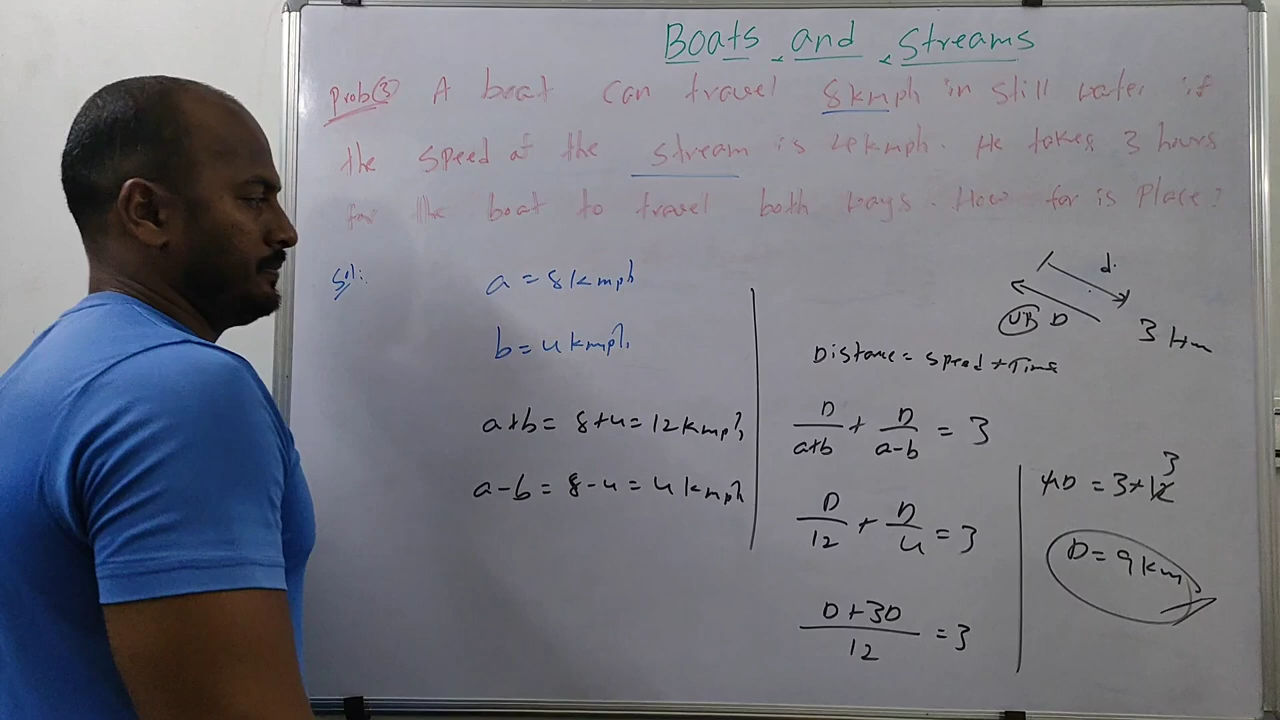 Boats and Streams
Prob(3) A boat can travel 8kmph in still water if
the speed of the stream is 4kmph. He takes 3 hours
for the boat to travel both ways. How far is Place?
Sol:
a = 8kmph
b = 4kmph
a+b = 8+4 = 12kmph
a-b = 8-4 = 4kmph
d.
D
3 Hrs
Distance = Speed * Time
D/a+b + D/a-b = 3
D/12 + D/4 = 3
D+3D/12 = 3
4D = 3*12 3
D = 9km